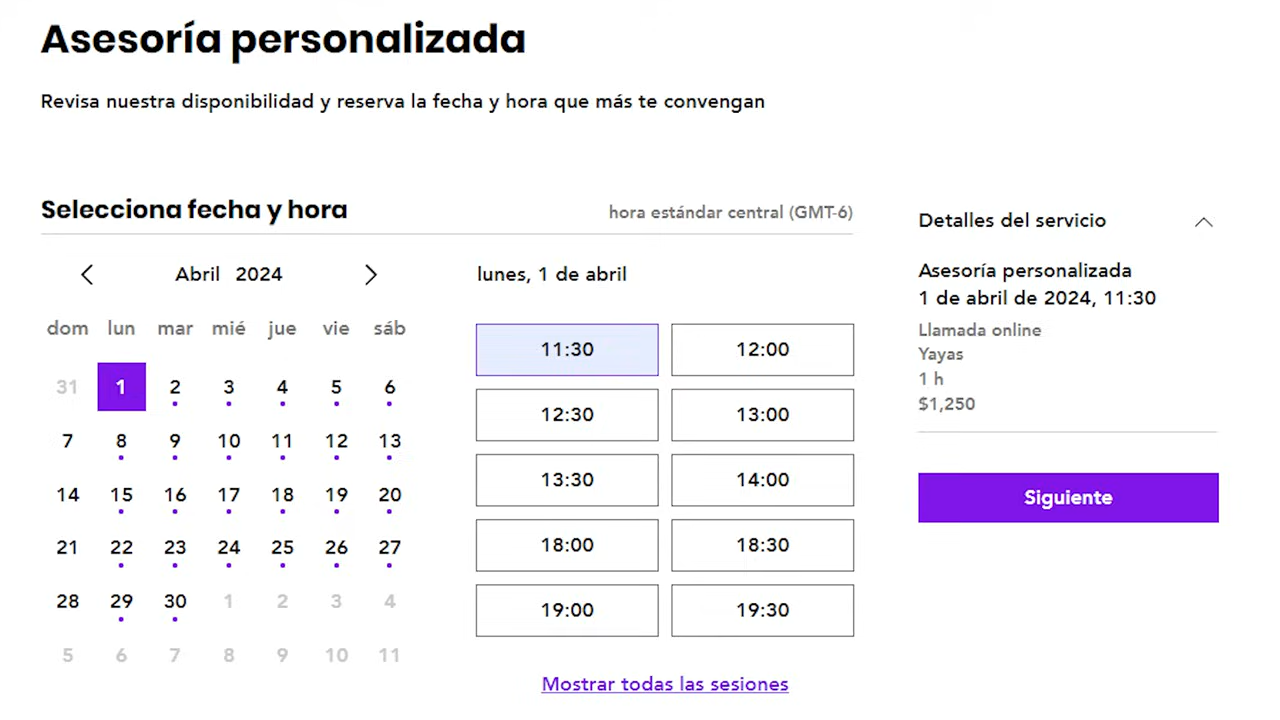 Asesoría personalizada
Revisa nuestra disponibilidad y reserva la fecha y hora que más te convengan
Selecciona fecha y hora
hora estándar central (GMT-6)
Abril 2024
dom lun mar mié jue vie sáb
31 1 2 3 4 5 6
7 8 9 10 11 12 13
14 15 16 17 18 19 20
21 22 23 24 25 26 27
28 29 30 1 2 3 4
5 6 7 8 9 10 11
lunes, 1 de abril
11:30 12:00
12:30 13:00
13:30 14:00
18:00 18:30
19:00 19:30
Mostrar todas las sesiones
Detalles del servicio
Asesoría personalizada
1 de abril de 2024, 11:30
Llamada online
Yayas
1 h
$1,250
Siguiente